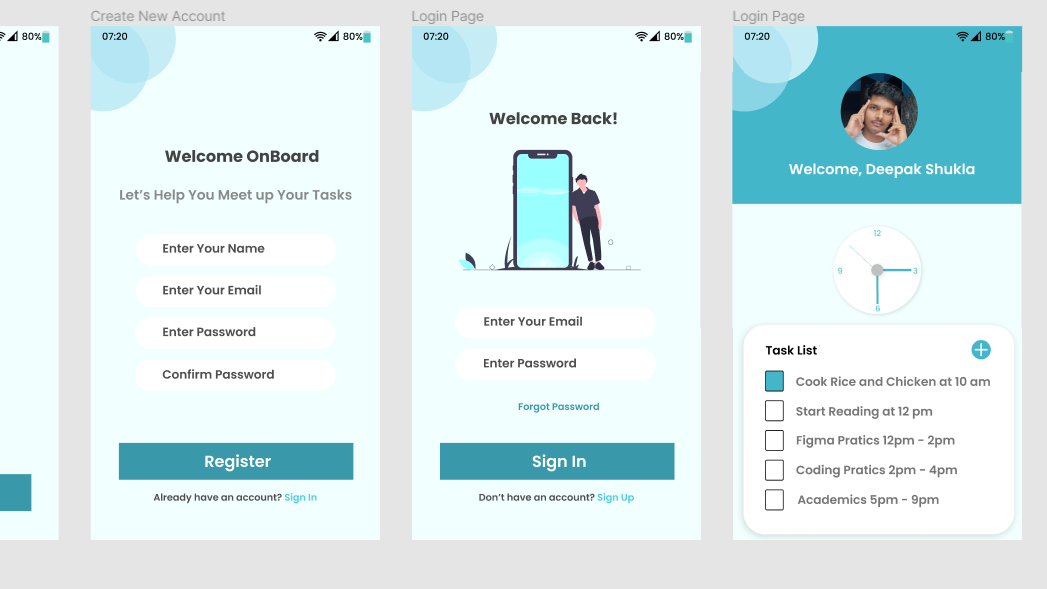 Create New Account
Login Page
Login Page
80%
07:20
80%
Welcome OnBoard
Let's Help You Meet up Your Tasks
Enter Your Name
Enter Your Email
Enter Password
Confirm Password
Register
Already have an account? Sign In
07:20
80%
Welcome Back!
Enter Your Email
Enter Password
Forgot Password
Sign In
Don't have an account? Sign Up
07:20
80%
Welcome, Deepak Shukla
12
9
3
6
Task List
Cook Rice and Chicken at 10 am
Start Reading at 12 pm
Figma Pratics 12pm - 2pm
Coding Pratics 2pm - 4pm
Academics 5pm - 9pm